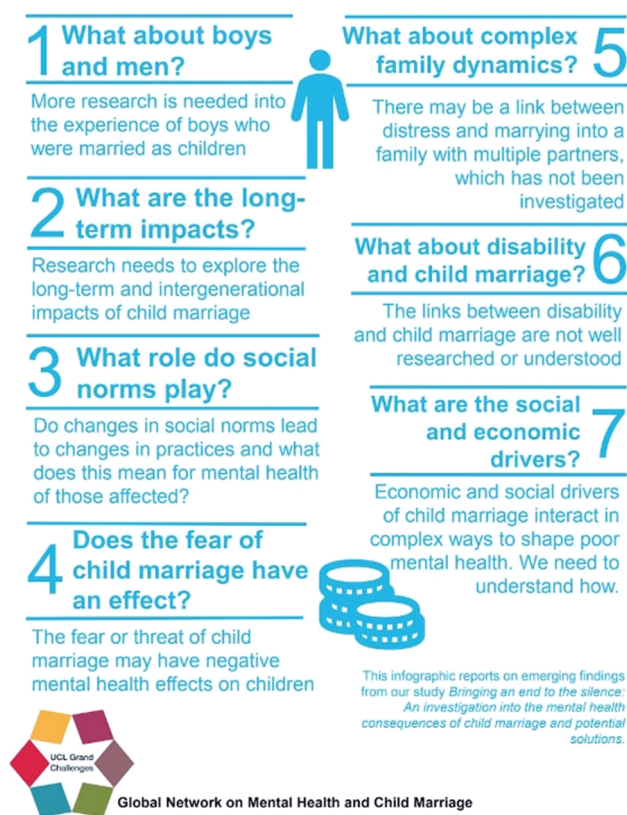 1
What about boys
and men?
More research is needed into
the experience of boys who
were married as children
2
What are the long-
term impacts?
Research needs to explore the
long-term and intergenerational
impacts of child marriage
3
What role do social
norms play?
Do changes in social norms lead
to changes in practices and what
does this mean for mental health
of those affected?
4
Does the fear of
child marriage have
an effect?
The fear or threat of child
marriage may have negative
mental health effects on children
What about complex
family dynamics?
5
There may be a link between
distress and marrying into a
family with multiple partners,
which has not been
investigated
What about disability
and child marriage?
6
The links between disability
and child marriage are not well
researched or understood
What are the social
and economic
drivers?
7
Economic and social drivers
of child marriage interact in
complex ways to shape poor
mental health. We need to
understand how.
This infographic reports on emerging findings
from our study Bringing an end to the silence:
An investigation into the mental health
consequences of child marriage and potential
solutions.
UCL Grand
Challenges
Global Network on Mental Health and Child Marriage